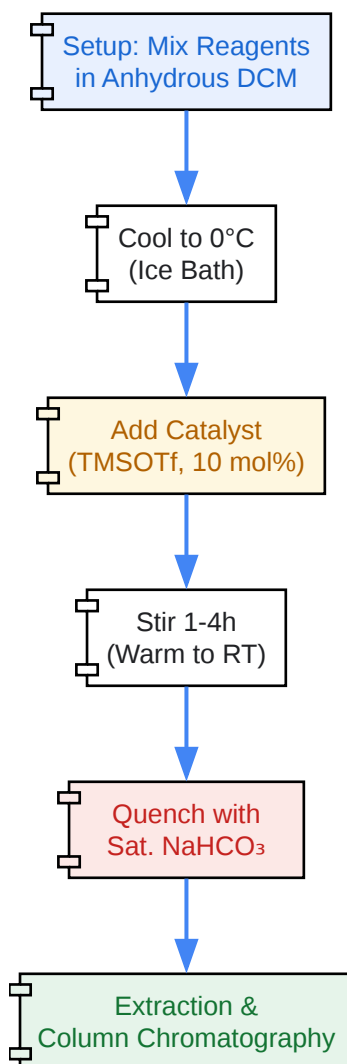 Setup: Mix Reagents
in Anhydrous DCM
Cool to 0°C
(Ice Bath)
Add Catalyst
(TMSOTf, 10 mol%)
Stir 1-4h
(Warm to RT)
Quench with
Sat. NaHCO₃
Extraction &
Column Chromatography